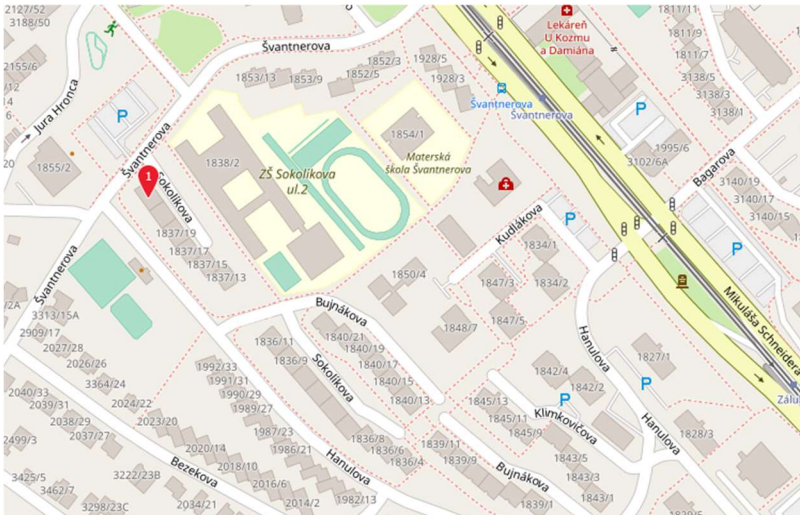 2127/52
3188/50
1811/11
1811/9
1811/7
Lekáreň
U Kozmu
a Damiána
8
Švantnerova
1852/3
1928/5
1853/13
1853/9
1852/5
1928/3
3138/5
3138/3
3138/1
Jura Hronca
P
Švantnerova
Švantnerova
P
1854/1
1838/2
ZŠ Sokolíkova
ul.2
Materská
škola Švantnerova
1995/6
3102/6A
Bagarova
1855/2
Švantnerova
1
Sokolíkova
3140/19
3140/17
3140/15
1837/19
1837/17
1837/15
1837/13
Kudlákova
P
1834/1
P
Švantnerova
1850/4
1847/3
1834/2
Mikuláša Schneidera
3313/15A
2909/17
2027/28
2026/26
3364/24
2024/22
2023/20
Bujnákova
1848/7
1847/5
Hanulova
1836/11
1836/9
1840/21
1840/19
1840/17
1840/15
1840/13
Sokolíkova
1827/1
1992/33
1991/31
1990/29
1989/27
1987/23
1986/21
1842/4
1842/2
P
P
2040/33
2039/31
2038/29
2037/27
1845/13
1845/11
1845/9
Klimkovičova
Hanulova
1828/3
2499/3
1836/8
1836/6
1836/4
1839/11
1839/9
2020/14
2018/10
2016/6
2014/2
Bezekova
Hanulova
Bujnákova
1843/5
1843/3
1843/1
3425/5
3462/7
3298/23C
3222/23B
2034/21
1982/13
1839/1